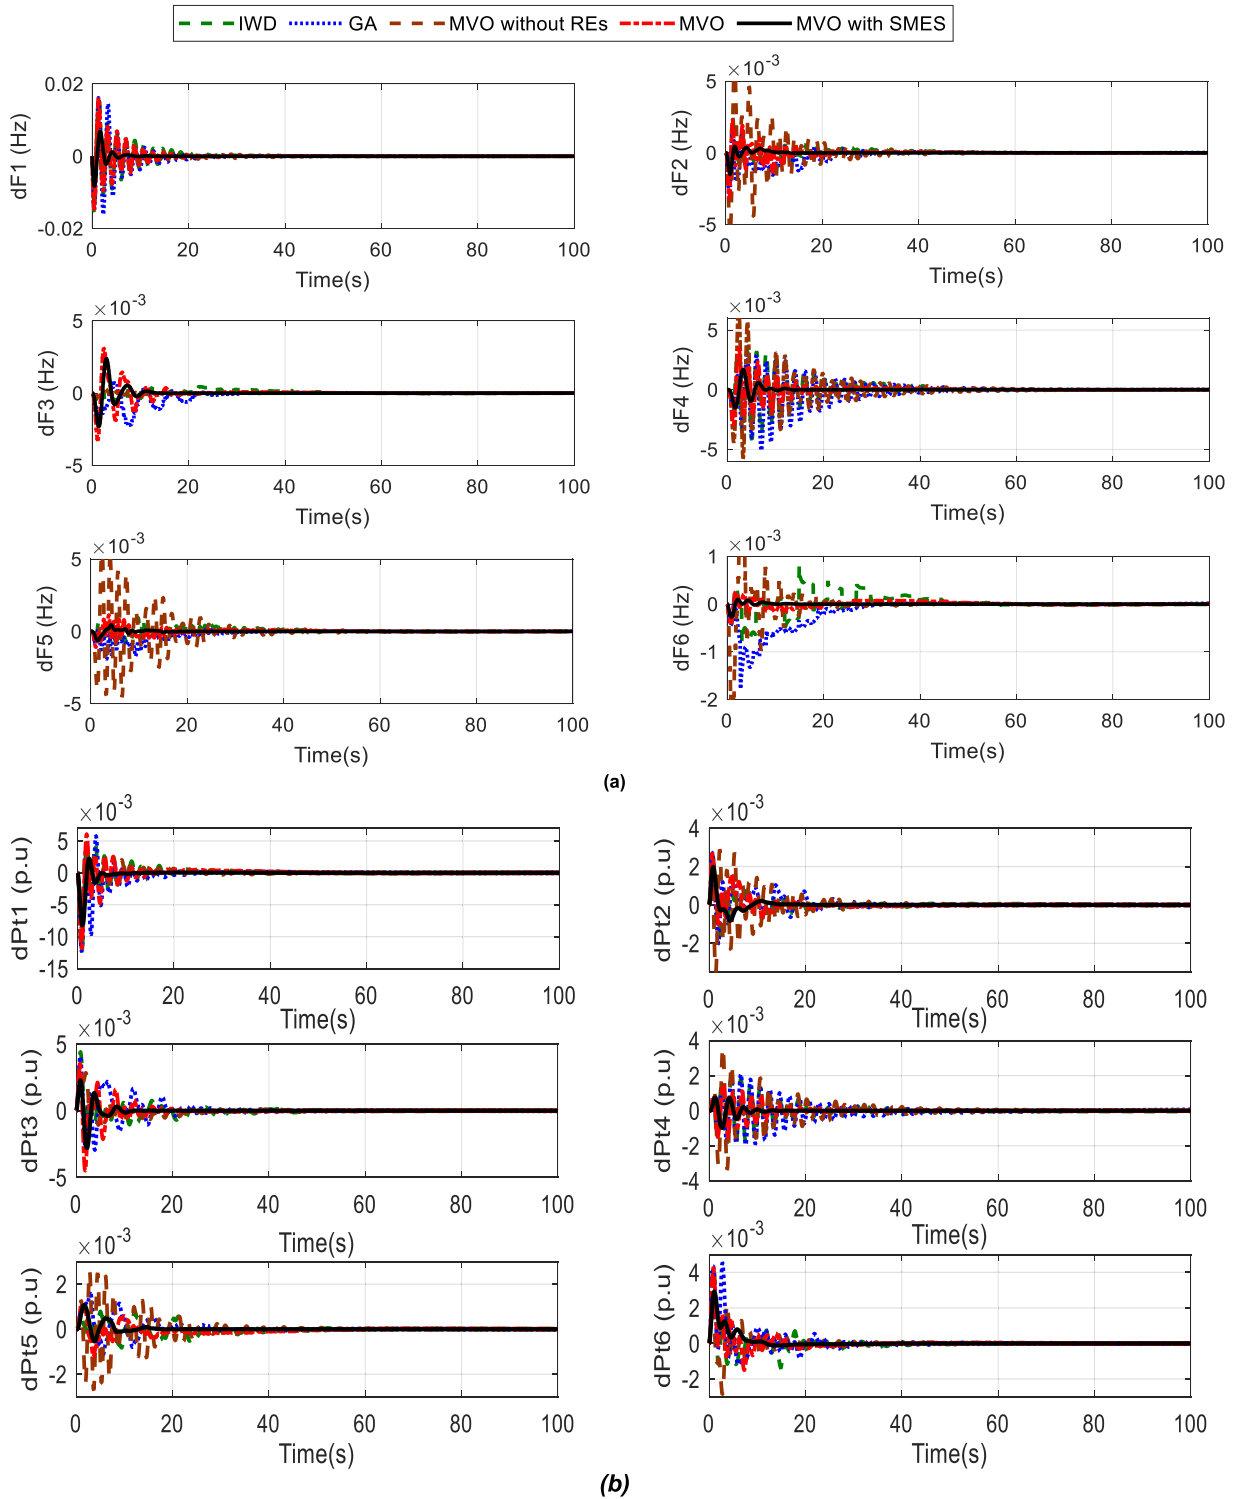 IWD GA MVO without REs MVO MVO with SMES
0.02
0
-0.02
dF1 (Hz)
0 20 40 60 80 100
Time(s)
×10-3
5
0
-5
dF2 (Hz)
0 20 40 60 80 100
Time(s)
×10-3
5
0
-5
dF3 (Hz)
0 20 40 60 80 100
Time(s)
×10-3
5
0
-5
dF4 (Hz)
0 20 40 60 80 100
Time(s)
×10-3
5
0
-5
dF5 (Hz)
0 20 40 60 80 100
Time(s)
×10-3
1
0
-1
-2
dF6 (Hz)
0 20 40 60 80 100
Time(s)
(a)
×10-3
5
0
-5
-10
-15
dPt1 (p.u)
0 20 40 60 80 100
Time(s)
×10-3
4
2
0
-2
dPt2 (p.u)
0 20 40 60 80 100
Time(s)
×10-3
5
0
-5
dPt3 (p.u)
0 20 40 60 80 100
Time(s)
×10-3
4
2
0
-2
-4
dPt4 (p.u)
0 20 40 60 80 100
Time(s)
×10-3
2
0
-2
dPt5 (p.u)
0 20 40 60 80 100
Time(s)
×10-3
4
2
0
-2
dPt6 (p.u)
0 20 40 60 80 100
Time(s)
(b)